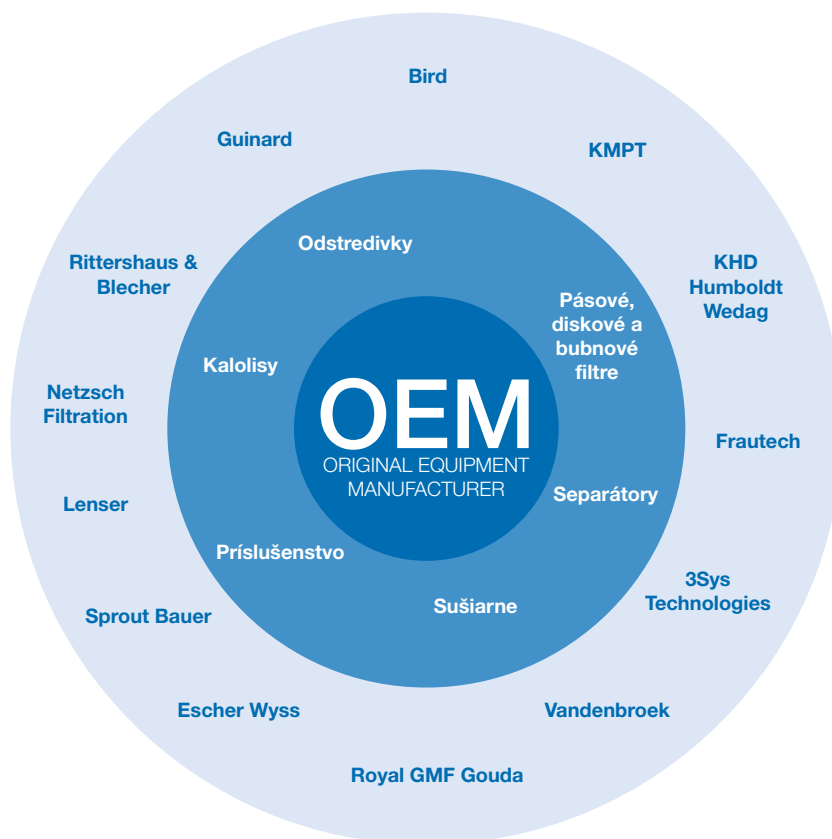 Bird
Guinard
KMPT
Odstredivky
Rittershaus &
Blecher
KHD
Humboldt
Wedag
Pásové,
diskové a
bubnové
filtre
Kalolisy
OEM
ORIGINAL EQUIPMENT
MANUFACTURER
Netzsch
Filtration
Frautech
Lenser
Separátory
Príslušenstvo
3Sys
Technologies
Sušiarne
Sprout Bauer
Escher Wyss
Vandenbroek
Royal GMF Gouda